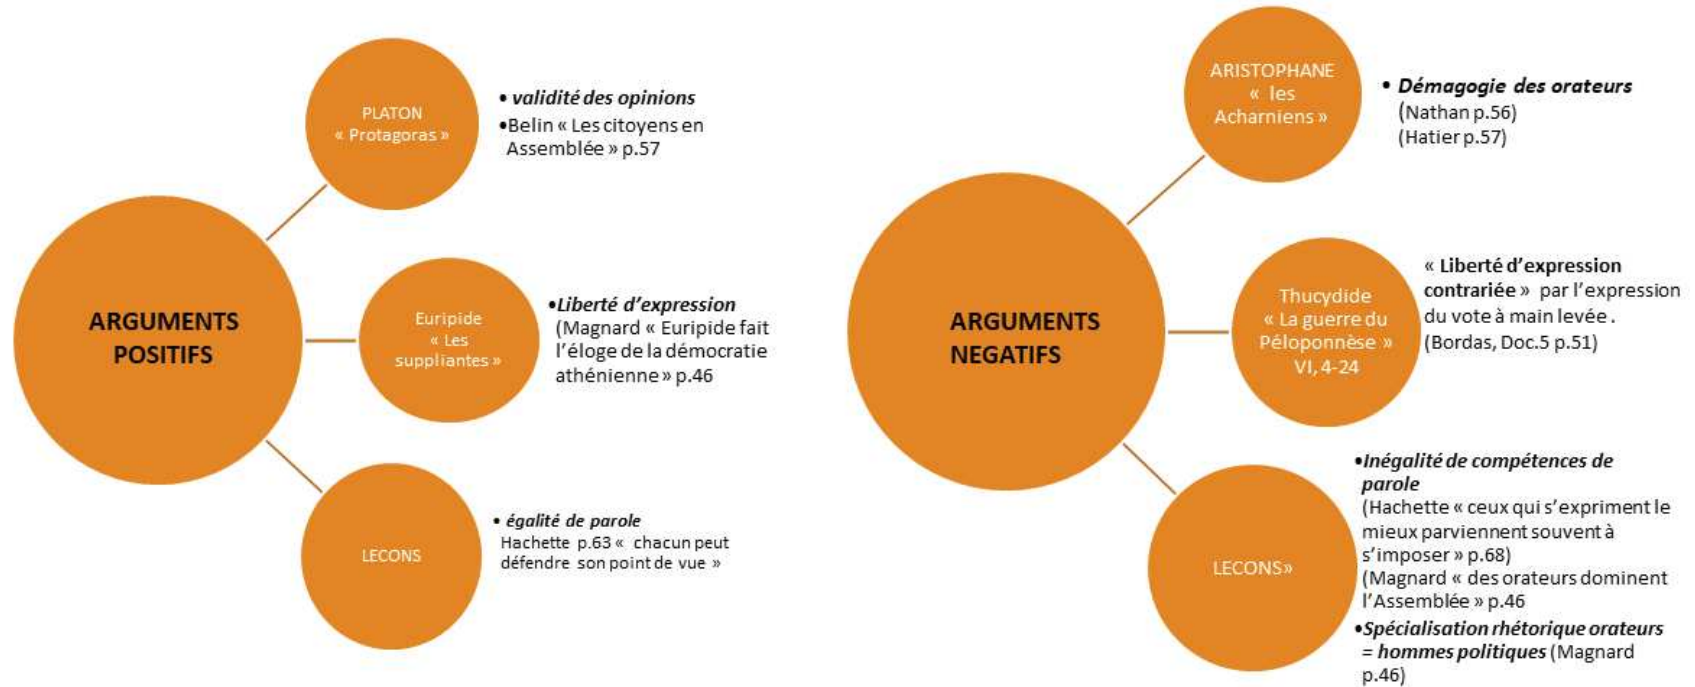 ARGUMENTS
POSITIFS
PLATON
« Protagoras »
• validité des opinions
•Belin « Les citoyens en
Assemblée » p.57
Euripide
« Les
suppliantes »
•Liberté d’expression
(Magnard « Euripide fait
l’éloge de la démocratie
athénienne » p.46
LECONS
• égalité de parole
Hachette p.63 « chacun peut
défendre son point de vue »
ARGUMENTS
NEGATIFS
ARISTOPHANE
« les
Acharniens »
• Démagogie des orateurs
(Nathan p.56)
(Hatier p.57)
Thucydide
« La guerre du
Péloponnèse »
VI, 4-24
« Liberté d’expression
contrariée » par l’expression
du vote à main levée .
(Bordas, Doc.5 p.51)
LECONS»
•Inégalité de compétences de
parole
(Hachette « ceux qui s’expriment le
mieux parviennent souvent à
s’imposer » p.68)
(Magnard « des orateurs dominent
l’Assemblée » p.46
•Spécialisation rhétorique orateurs
= hommes politiques (Magnard
p.46)